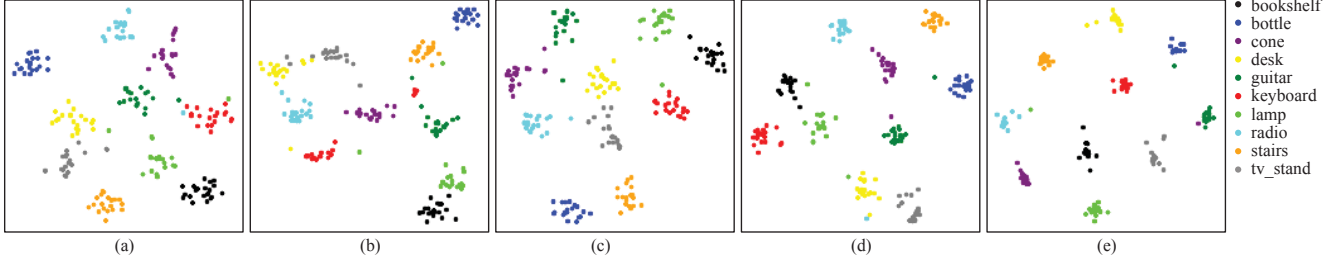 bookshelf
bottle
cone
desk
guitar
keyboard
lamp
radio
stairs
tv_stand
(a) (b) (c) (d) (e)